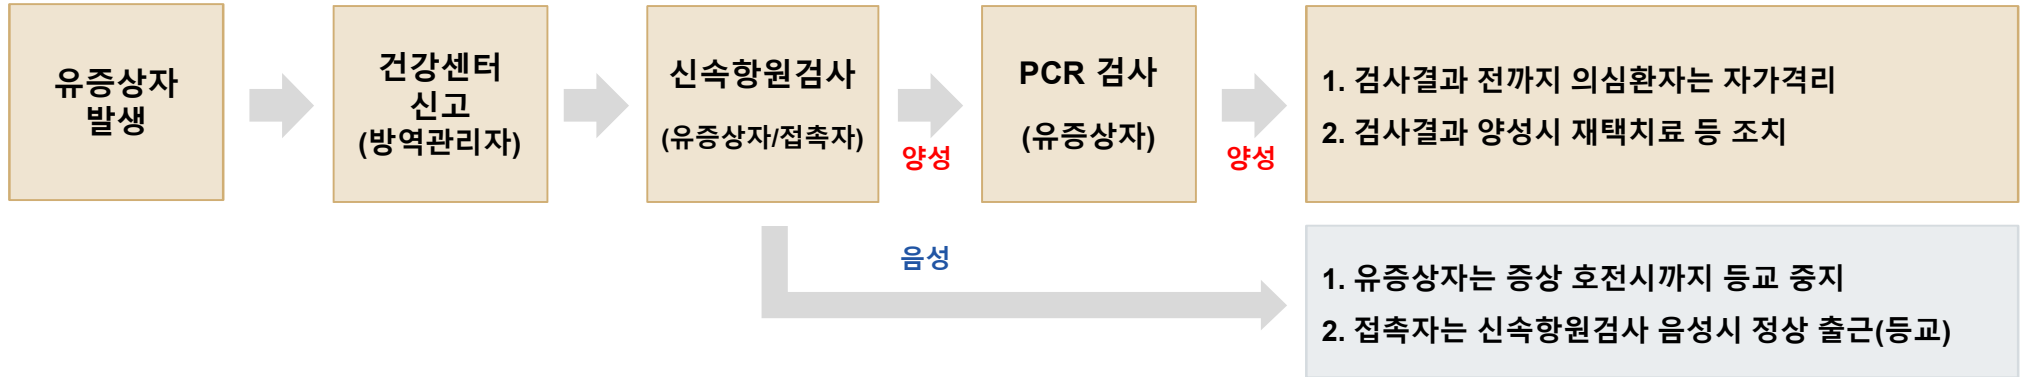 유증상자
발생
건강센터
신고
(방역관리자)
신속항원검사
(유증상자/접촉자)
양성
PCR 검사
(유증상자)
양성
1. 검사결과 전까지 의심환자는 자가격리
2. 검사결과 양성시 재택치료 등 조치
음성
1. 유증상자는 증상 호전시까지 등교 중지
2. 접촉자는 신속항원검사 음성시 정상 출근(등교)